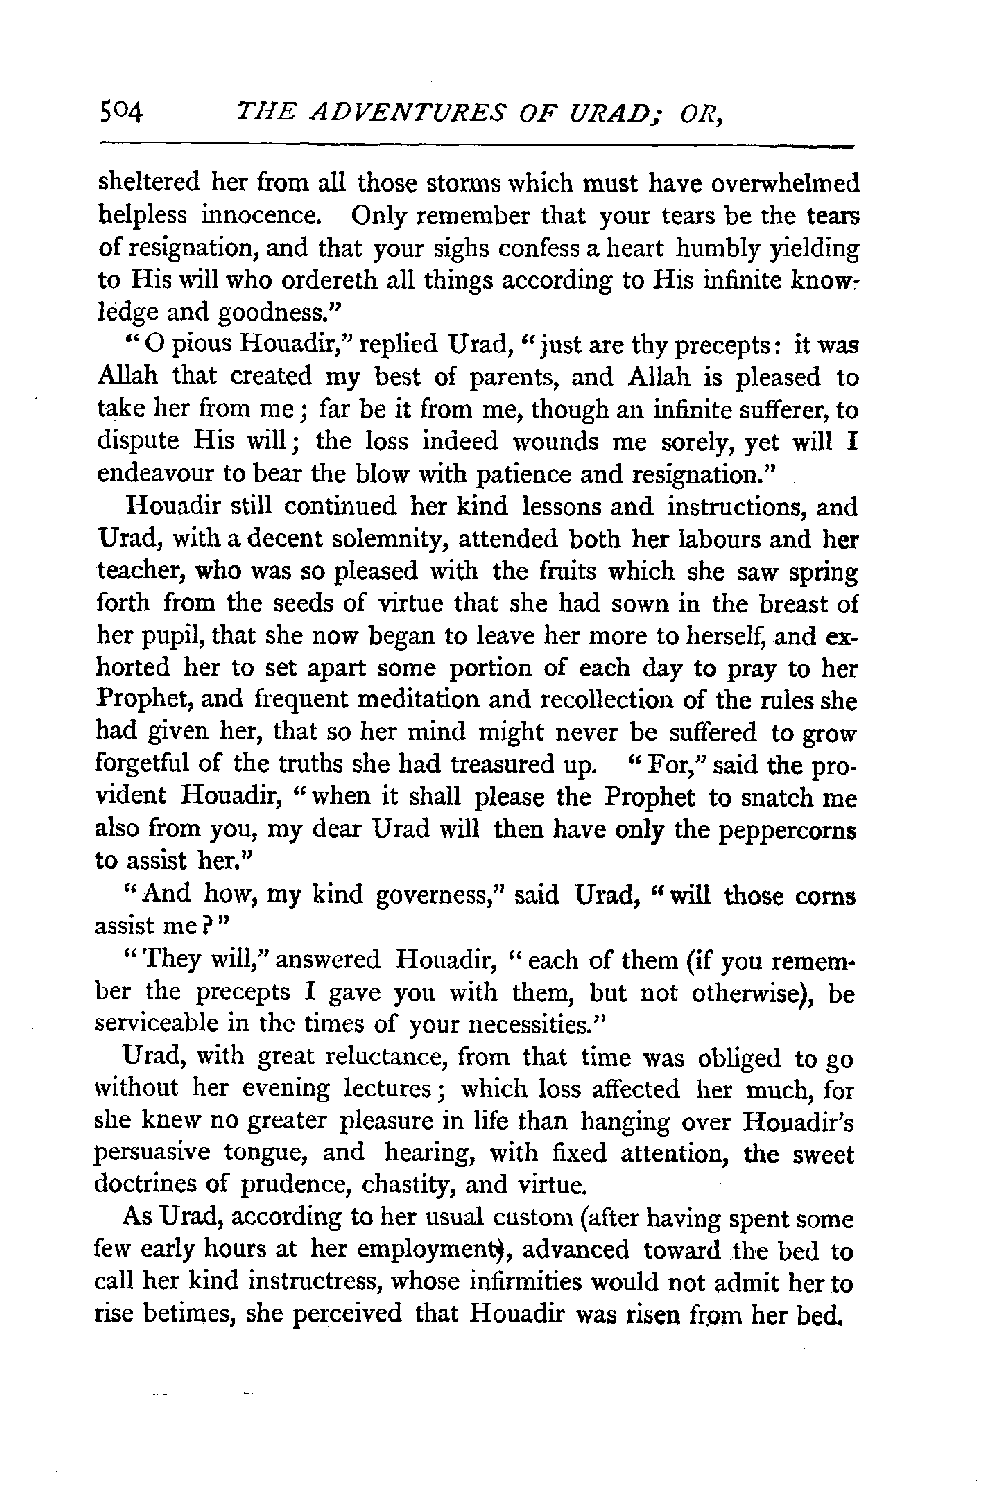 504 THE ADVENTURES OF URAD; OR,
sheltered her from all those storms which must have overwhelmed
helpless innocence. Only remember that your tears be the tears
of resignation, and that your sighs confess a heart humbly yielding
to His will who ordereth all things according to His infinite know-
ledge and goodness."
"O pious Houadir," replied Urad, "just are thy precepts: it was
Allah that created my best of parents, and Allah is pleased to
take her from me; far be it from me, though an infinite sufferer, to
dispute His will; the loss indeed wounds me sorely, yet will I
endeavour to bear the blow with patience and resignation."
Houadir still continued her kind lessons and instructions, and
Urad, with a decent solemnity, attended both her labours and her
teacher, who was so pleased with the fruits which she saw spring
forth from the seeds of virtue that she had sown in the breast of
her pupil, that she now began to leave her more to herself, and ex-
horted her to set apart some portion of each day to pray to her
Prophet, and frequent meditation and recollection of the rules she
had given her, that so her mind might never be suffered to grow
forgetful of the truths she had treasured up. "For," said the pro-
vident Houadir, "when it shall please the Prophet to snatch me
also from you, my dear Urad will then have only the peppercorns
to assist her."
"And how, my kind governess," said Urad, "will those corns
assist me?"
"They will," answered Houadir, "each of them (if you remem-
ber the precepts I gave you with them, but not otherwise), be
serviceable in the times of your necessities."
Urad, with great reluctance, from that time was obliged to go
without her evening lectures; which loss affected her much, for
she knew no greater pleasure in life than hanging over Houadir's
persuasive tongue, and hearing, with fixed attention, the sweet
doctrines of prudence, chastity, and virtue.
As Urad, according to her usual custom (after having spent some
few early hours at her employment), advanced toward the bed to
call her kind instructress, whose infirmities would not admit her to
rise betimes, she perceived that Houadir was risen from her bed.